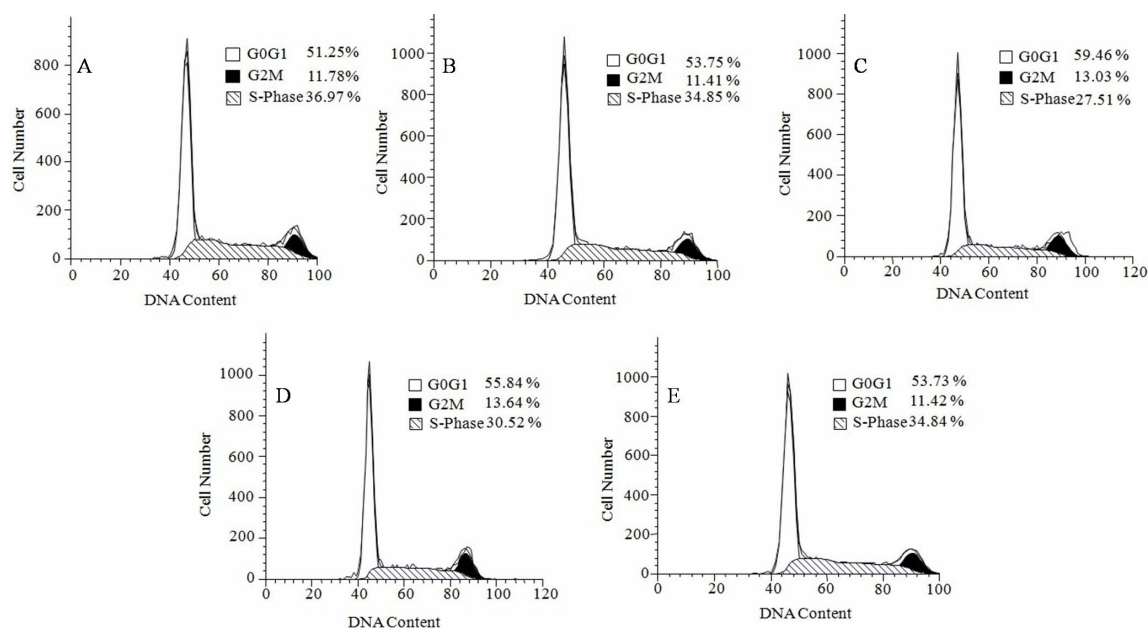 A
G0G1 51.25%
G2M 11.78%
S-Phase 36.97 %
800
600
400
200
0
Cell Number
0 20 40 60 80 100
DNA Content
B
G0G1 53.75 %
G2M 11.41 %
S-Phase 34.85 %
1000
800
600
400
200
0
Cell Number
0 20 40 60 80 100
DNA Content
C
G0G1 59.46 %
G2M 13.03 %
S-Phase 27.51 %
1000
800
600
400
200
0
Cell Number
0 20 40 60 80 100 120
DNA Content
D
G0G1 55.84 %
G2M 13.64 %
S-Phase 30.52 %
1000
800
600
400
200
0
Cell Number
0 20 40 60 80 100 120
DNA Content
E
G0G1 53.73 %
G2M 11.42 %
S-Phase 34.84 %
1000
800
600
400
200
0
Cell Number
0 20 40 60 80 100
DNA Content